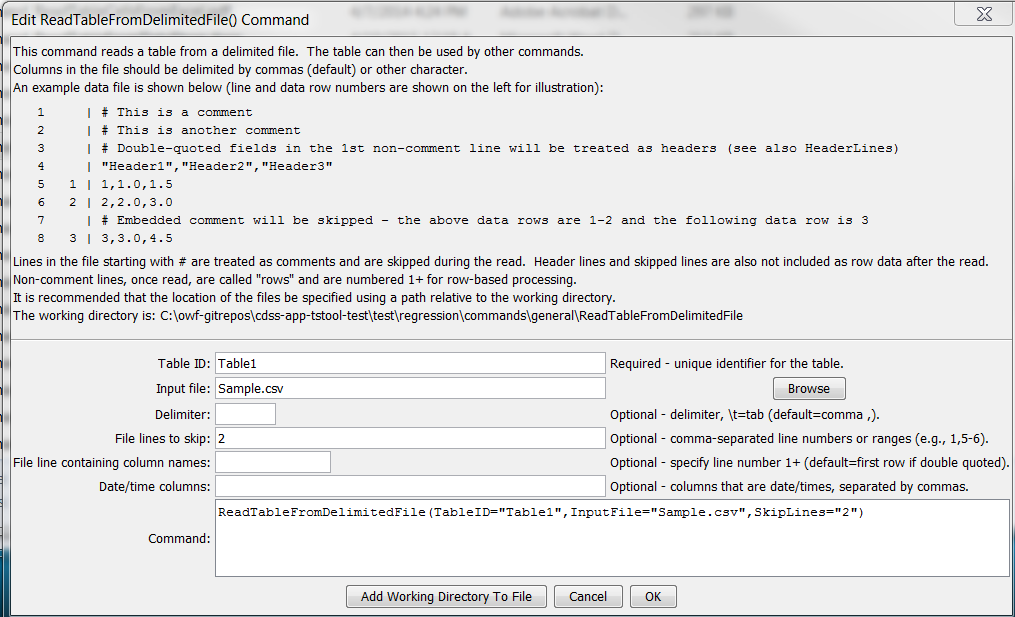 Edit ReadTableFromDelimitedFile() Command
This command reads a table from a delimited file.  The table can then be used by other commands.
Columns in the file should be delimited by commas (default) or other character.
An example data file is shown below (line and data row numbers are shown on the left for illustration):
1     | # This is a comment
2     | # This is another comment
3     | # Double-quoted fields in the 1st non-comment line will be treated as headers (see also HeaderLines)
4     | "Header1","Header2","Header3"
5   1 | 1,1.0,1.5
6   2 | 2,2.0,3.0
7     | # Embedded comment will be skipped - the above data rows are 1-2 and the following data row is 3
8   3 | 3,3.0,4.5
Lines in the file starting with # are treated as comments and are skipped during the read.  Header lines and skipped lines are also not included as row data after the read.
Non-comment lines, once read, are called "rows" and are numbered 1+ for row-based processing.
It is recommended that the location of the files be specified using a path relative to the working directory.
The working directory is: C:\owf-gitrepos\cdss-app-tstool-test\test\regression\commands\general\ReadTableFromDelimitedFile
Table ID: Table1 Required - unique identifier for the table.
Input file: Sample.csv Browse
Delimiter: Optional - delimiter, \t=tab (default=comma ,).
File lines to skip: 2 Optional - comma-separated line numbers or ranges (e.g., 1,5-6).
File line containing column names: Optional - specify line number 1+ (default=first row if double quoted).
Date/time columns: Optional - columns that are date/times, separated by commas.
ReadTableFromDelimitedFile(TableID="Table1",InputFile="Sample.csv",SkipLines="2")
Command:
Add Working Directory To File Cancel OK